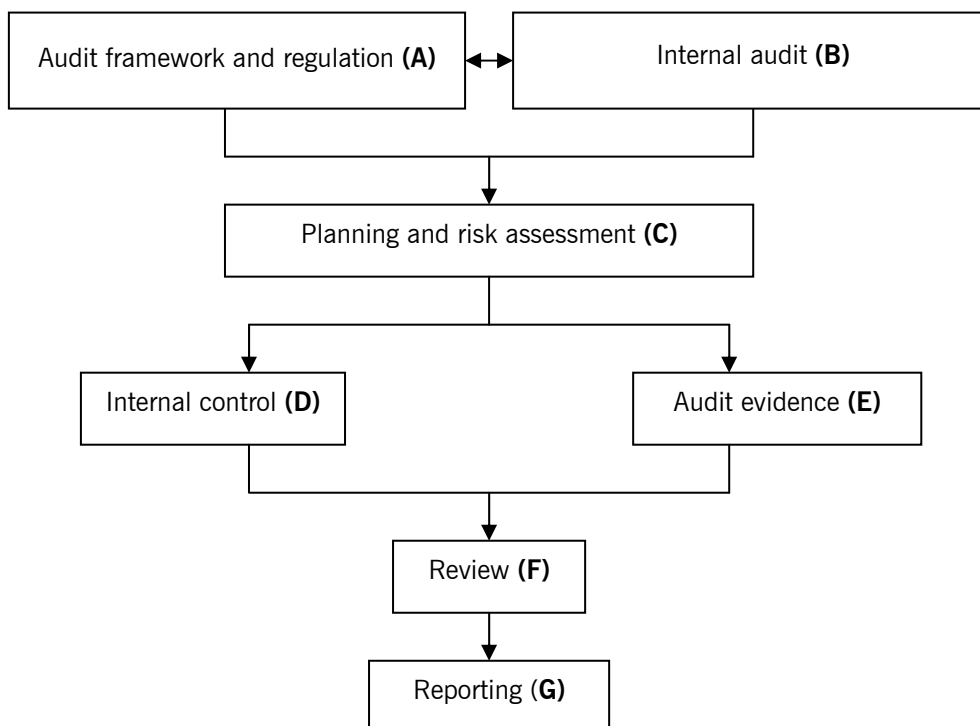 Audit framework and regulation (A)
Internal audit (B)
Planning and risk assessment (C)
Internal control (D)
Audit evidence (E)
Review (F)
Reporting (G)